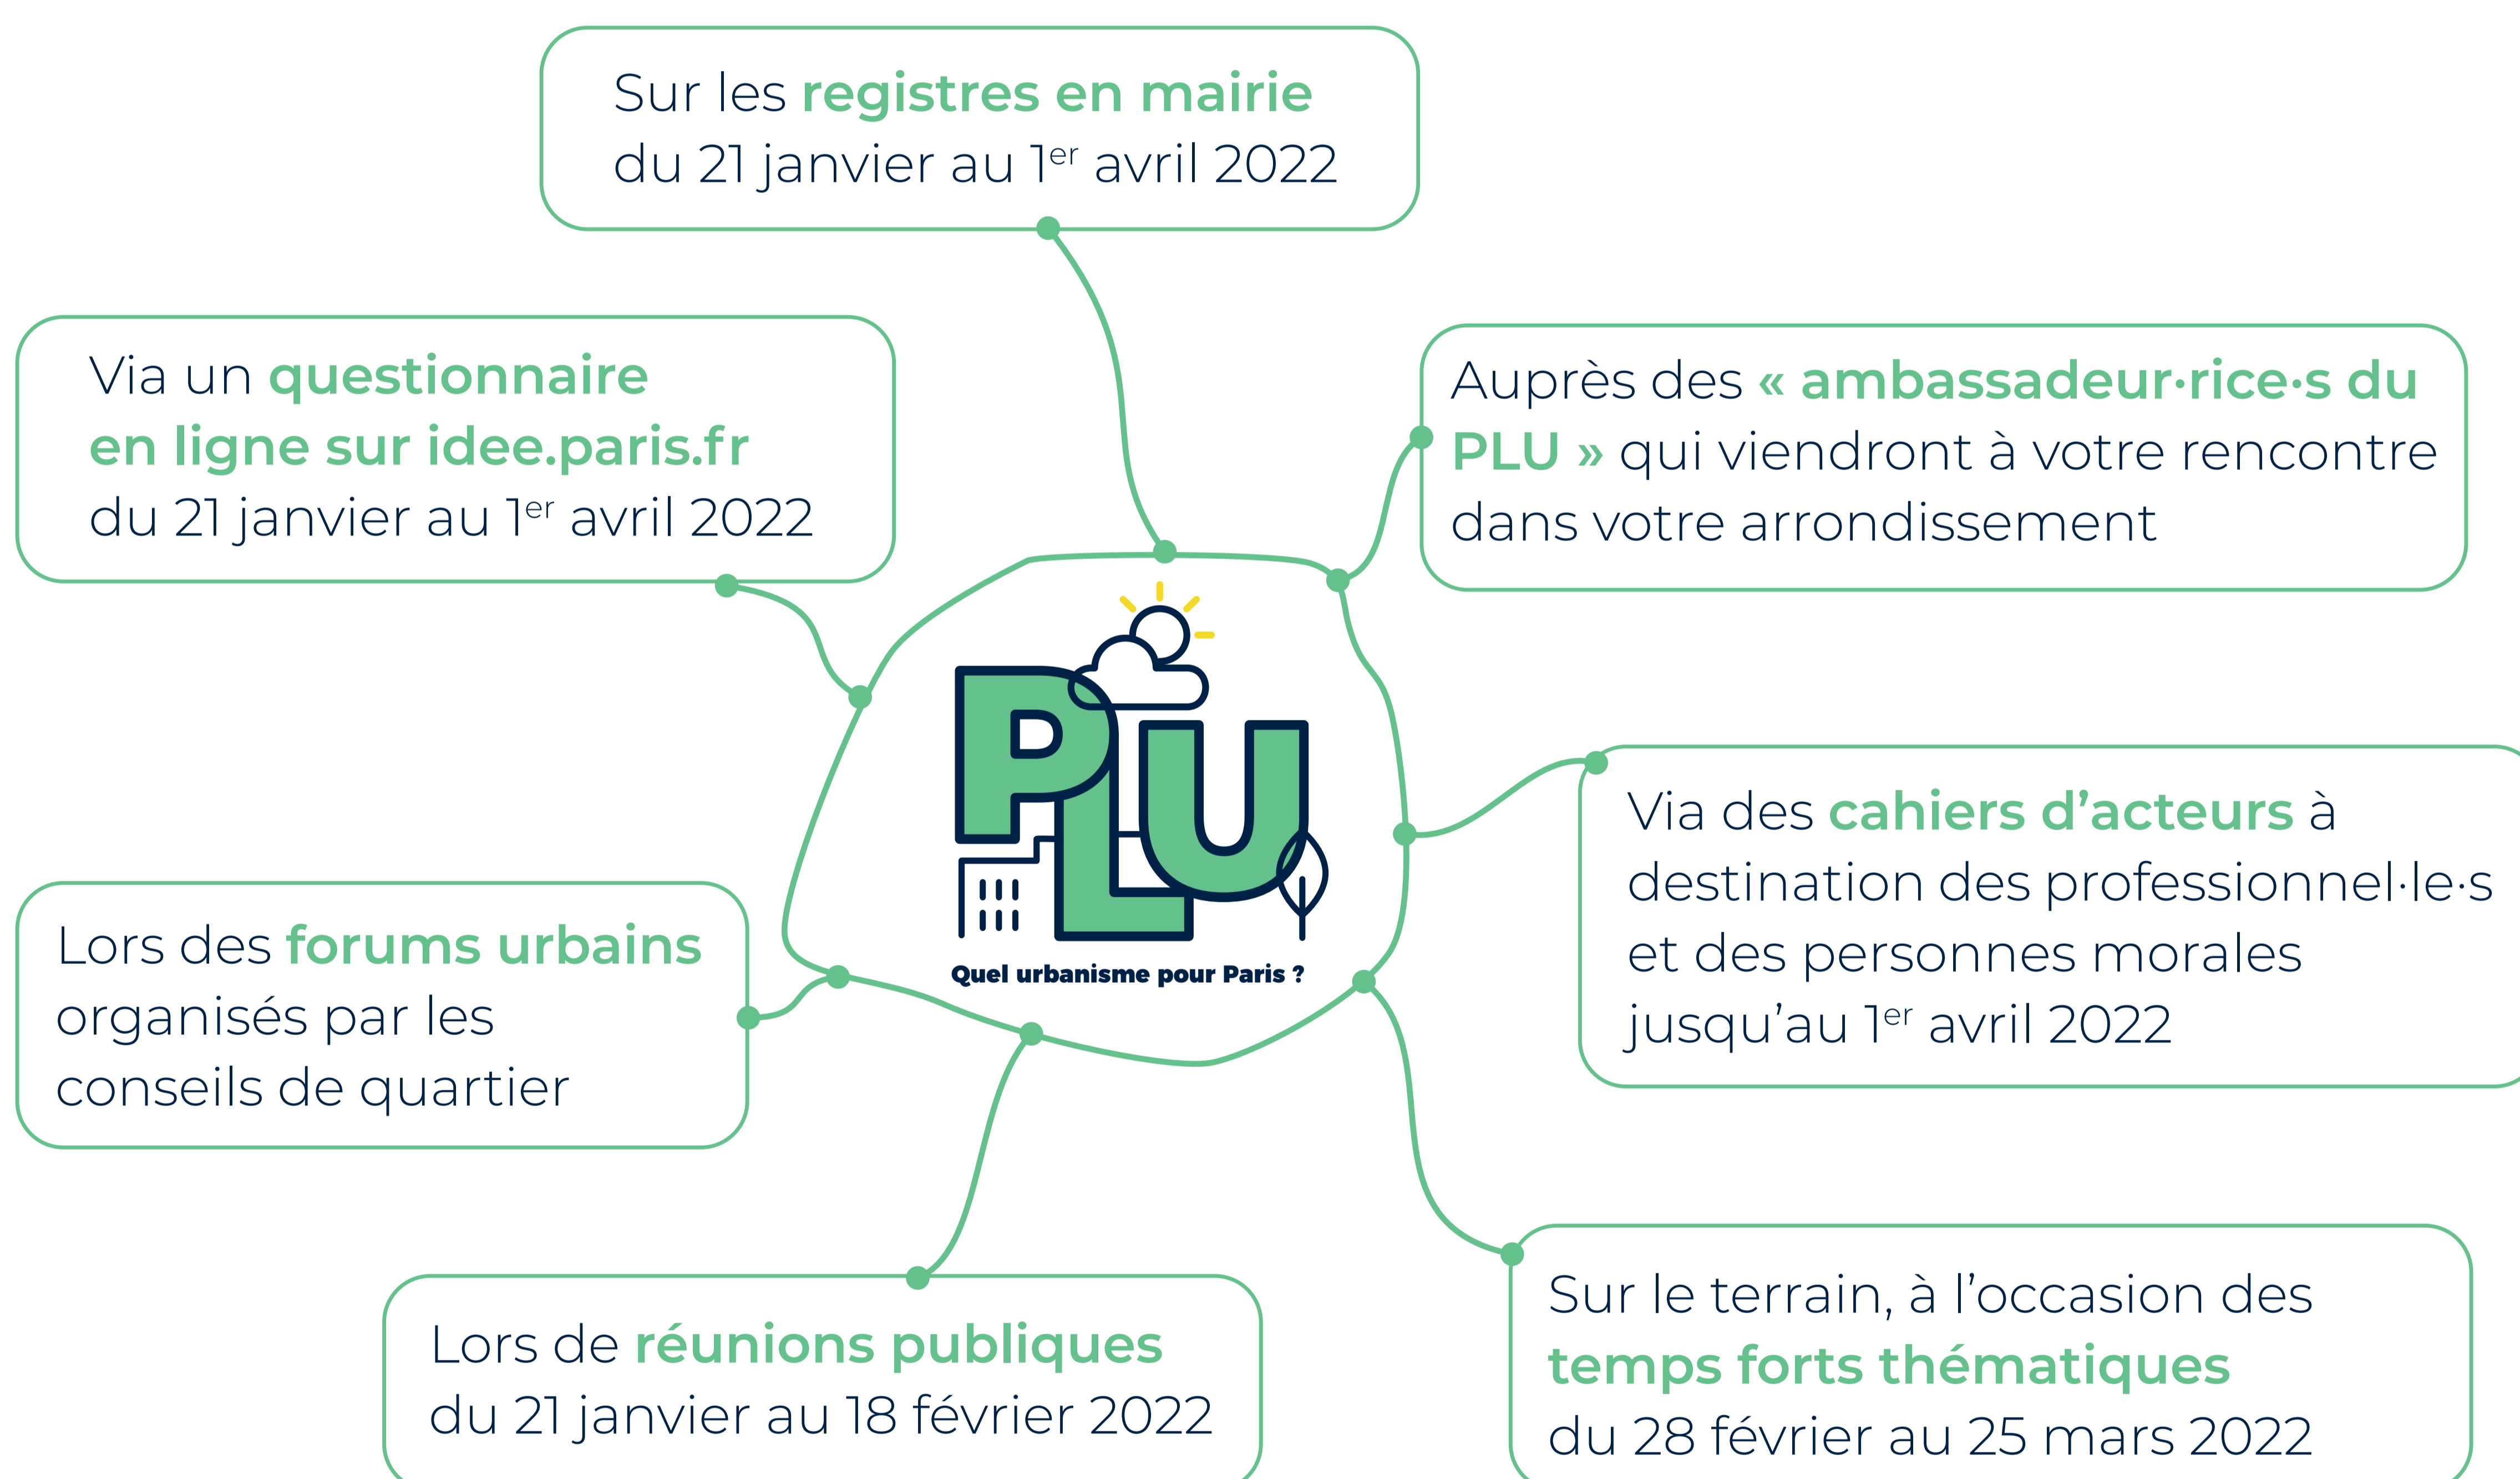 Sur les registres en mairie
du 21 janvier au 1er avril 2022
Via un questionnaire
en ligne sur idee.paris.fr
du 21 janvier au 1er avril 2022
Auprès des « ambassadeur·rice·s du
PLU » qui viendront à votre rencontre
dans votre arrondissement
PLU
Quel urbanisme pour Paris ?
Via des cahiers d’acteurs à
destination des professionnel·le·s
et des personnes morales
jusqu’au 1er avril 2022
Lors des forums urbains
organisés par les
conseils de quartier
Lors de réunions publiques
du 21 janvier au 18 février 2022
Sur le terrain, à l’occasion des
temps forts thématiques
du 28 février au 25 mars 2022